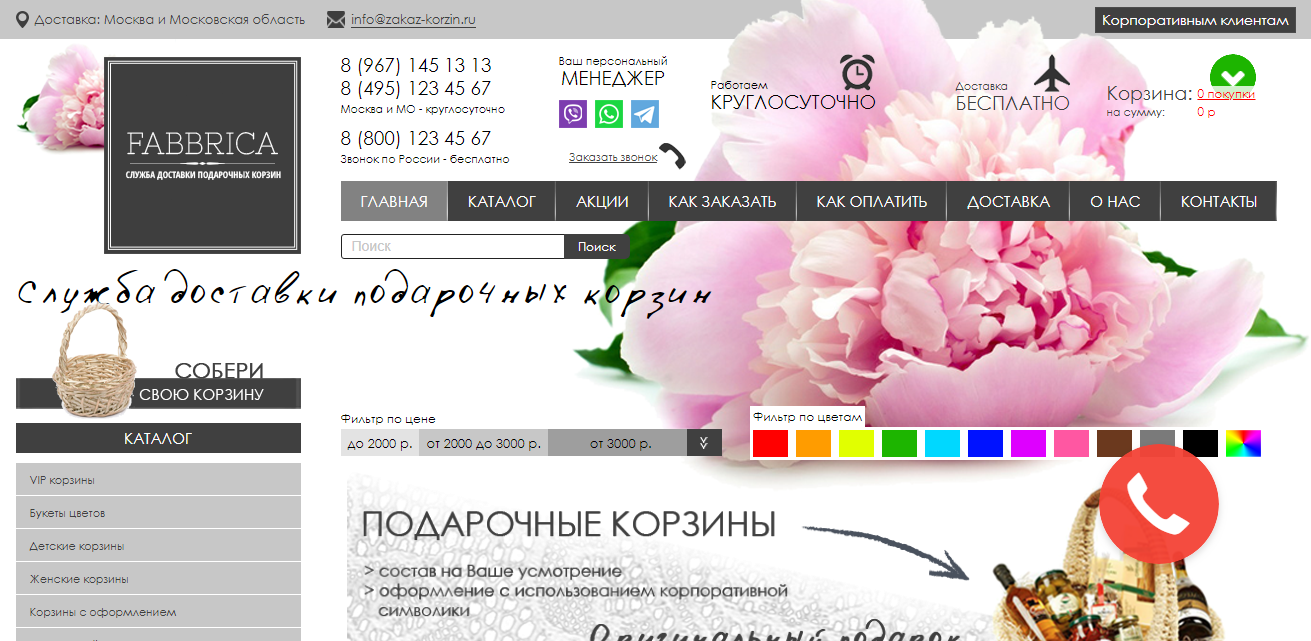 Доставка: Москва и Московская область
info@zakaz-korzin.ru
Корпоративным клиентам
FABBRICA
СЛУЖБА ДОСТАВКИ ПОДАРОЧНЫХ КОРЗИН
8 (967) 145 13 13
8 (495) 123 45 67
Москва и МО - круглосуточно
8 (800) 123 45 67
Звонок по России - бесплатно
Ваш персональный
МЕНЕДЖЕР
Заказать звонок
Работаем
КРУГЛОСУТОЧНО
Доставка
БЕСПЛАТНО
Корзина: 0 покупки
на сумму: 0 р
ГЛАВНАЯ КАТАЛОГ АКЦИИ КАК ЗАКАЗАТЬ КАК ОПЛАТИТЬ ДОСТАВКА О НАС КОНТАКТЫ
Поиск Поиск
Служба доставки подарочных корзин
СОБЕРИ
СВОЮ КОРЗИНУ
КАТАЛОГ
VIP корзины
Букеты цветов
Детские корзины
Женские корзины
Корзины с оформлением
Фильтр по цене
до 2000 р. от 2000 до 3000 р. от 3000 р.
Фильтр по цветам
ПОДАРОЧНЫЕ КОРЗИНЫ
> состав на Ваше усмотрение
> оформление с использованием корпоративной
символики
Оригинальный подарок